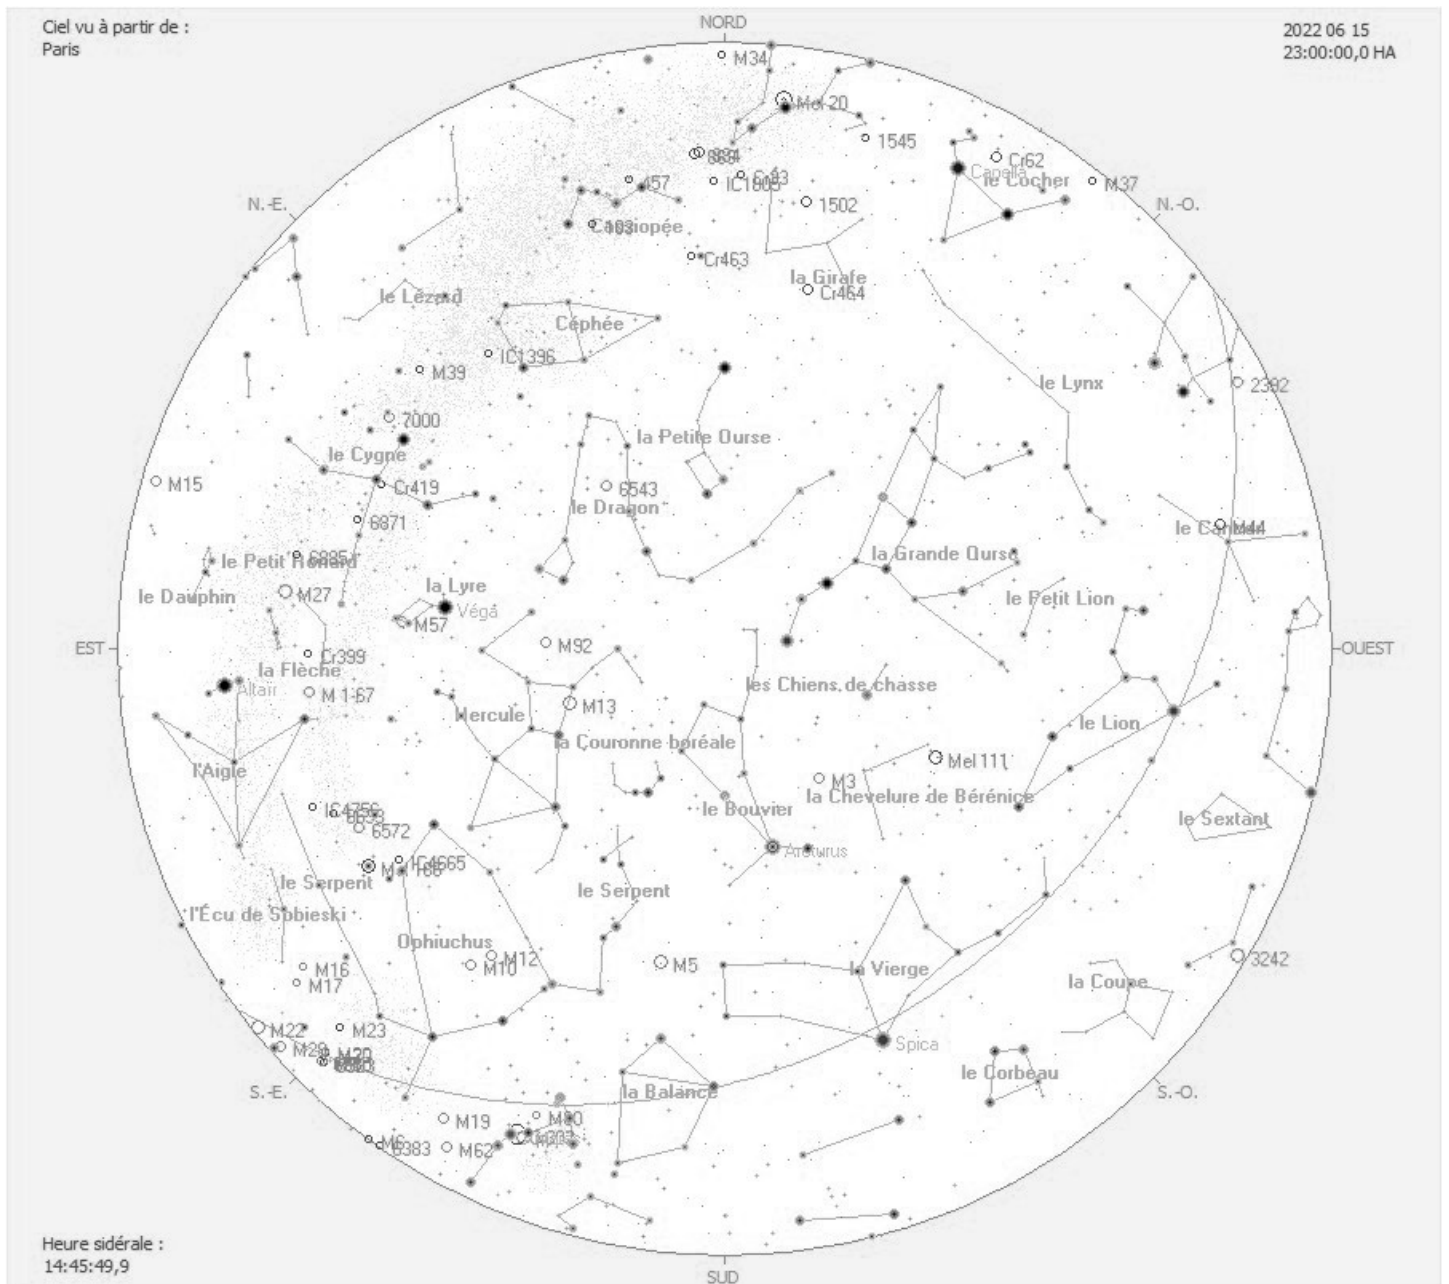 Ciel vu à partir de :
Paris
NORD
2022 06 15
23:00:00,0 HA
M34
Mel 20
1545
Cr62
Capella
le Cocher
M37
457
IC1805
1502
N.-E.
N.-O.
Cassiopée
Cr463
la Girafe
Cr464
le Lézard
Céphée
IC1396
M39
le Lynx
2392
7000
la Petite Ourse
le Cygne
M15
Cr419
6543
le Dragon
6871
M44
la Grande Ourse
le Petit Renard
le Dauphin
M27
la Lyre
Véga
le Petit Lion
M57
EST
M92
OUEST
Cr399
la Flèche
Altaïr
M 1-67
les Chiens de chasse
Hercule
M13
le Lion
la Couronne boréale
l'Aigle
Mel 111
M3
la Chevelure de Bérénice
le Bouvier
le Sextant
IC4756
6572
Arcturus
IC4665
le Serpent
le Serpent
l'Écu de Sobieski
Ophiuchus
M12
M10
M5
la Vierge
3242
M16
M17
la Coupe
M22
M23
Spica
le Corbeau
S.-E.
la Balance
S.-O.
M19
M80
M6
6383
M62
Heure sidérale :
14:45:49,9
SUD